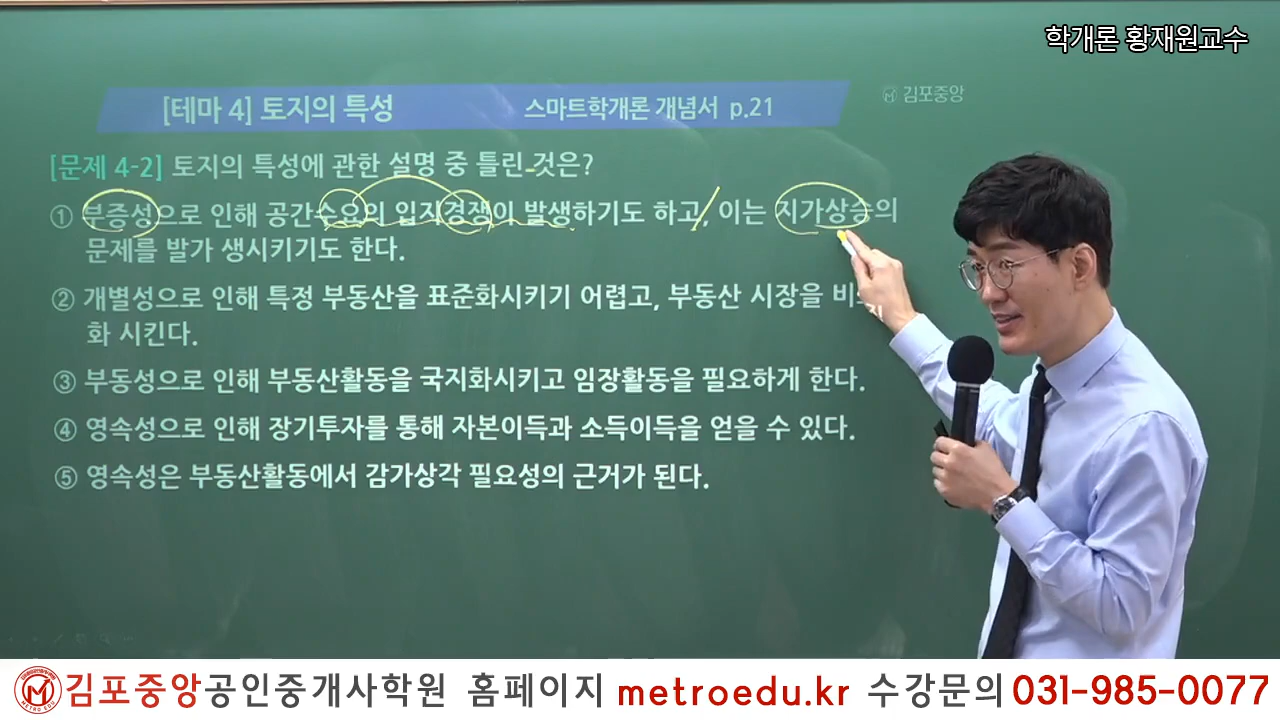 학개론 황재원교수
[테마 4] 토지의 특성 스마트학개론 개념서 p.21
김포중앙
[문제 4-2] 토지의 특성에 관한 설명 중 틀린 것은?
① 부증성으로 인해 공간수요의 입지경쟁이 발생하기도 하고, 이는 지가상승의
문제를 발가 생시키기도 한다.
② 개별성으로 인해 특정 부동산을 표준화시키기 어렵고, 부동산 시장을
화 시킨다.
③ 부동성으로 인해 부동산활동을 국지화시키고 임장활동을 필요하게 한다.
④ 영속성으로 인해 장기투자를 통해 자본이득과 소득이득을 얻을 수 있다.
⑤ 영속성은 부동산활동에서 감가상각 필요성의 근거가 된다.
METRO EDU
김포중앙공인중개사학원 홈페이지 metroedu.kr 수강문의 031-985-0077